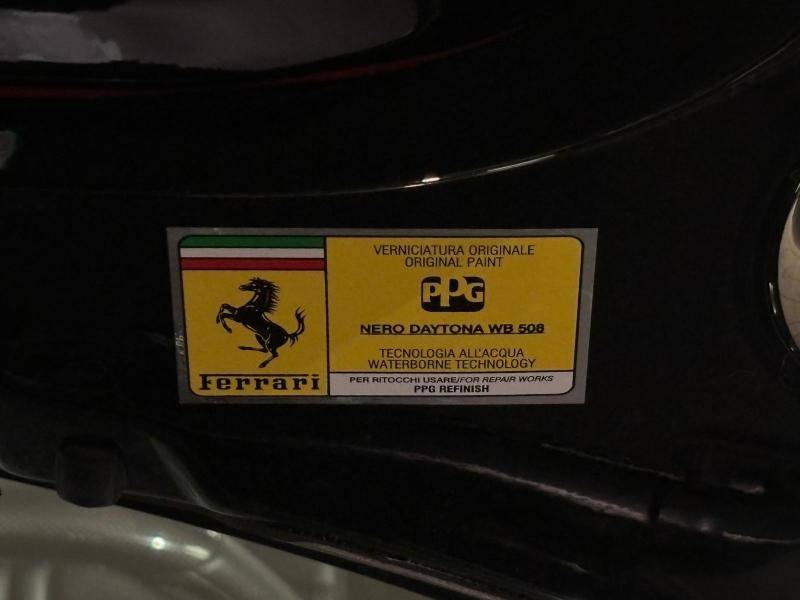 VERNICIATURA ORIGINALE
ORIGINAL PAINT
PPG
NERO DAYTONA WB 508
TECNOLOGIA ALL'ACQUA
WATERBORNE TECHNOLOGY
Ferrari
PER RITOCCHI USARE/FOR REPAIR WORKS
PPG REFINISH